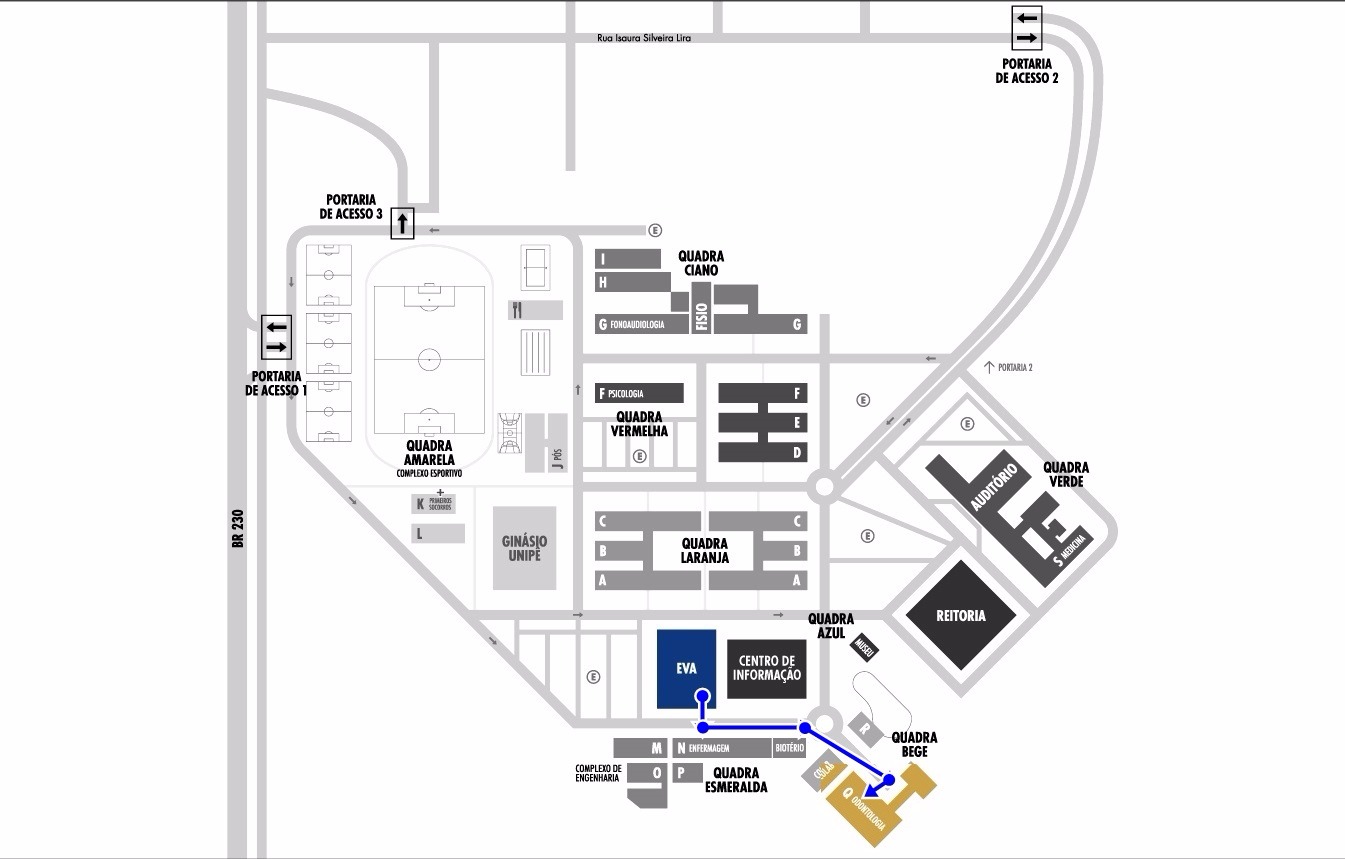 Rua Isaura Silveira Lira
PORTARIA
DE ACESSO 2
PORTARIA
DE ACESSO 3
E
I
QUADRA
CIANO
H
FISIO
G FONOAUDIOLOGIA
G
PORTARIA
DE ACESSO 1
PORTARIA 2
F PSICOLOGIA
F
E
QUADRA
VERMELHA
E
E
D
E
QUADRA
AMARELA
COMPLEXO ESPORTIVO
J PÓS
AUDITÓRIO
QUADRA
VERDE
K PRIMEIROS
SOCORROS
L
BR 230
GINÁSIO
UNIPÊ
C
C
B
QUADRA
LARANJA
B
A
A
E
S MEDICINA
REITORIA
QUADRA
AZUL
MUSEU
EVA
CENTRO DE
INFORMAÇÃO
E
R
QUADRA
BEGE
M
N ENFERMAGEM
BIOTÉRIO
COMPLEXO DE
ENGENHARIA
O
P
QUADRA
ESMERALDA
Q ODONTOLOGIA